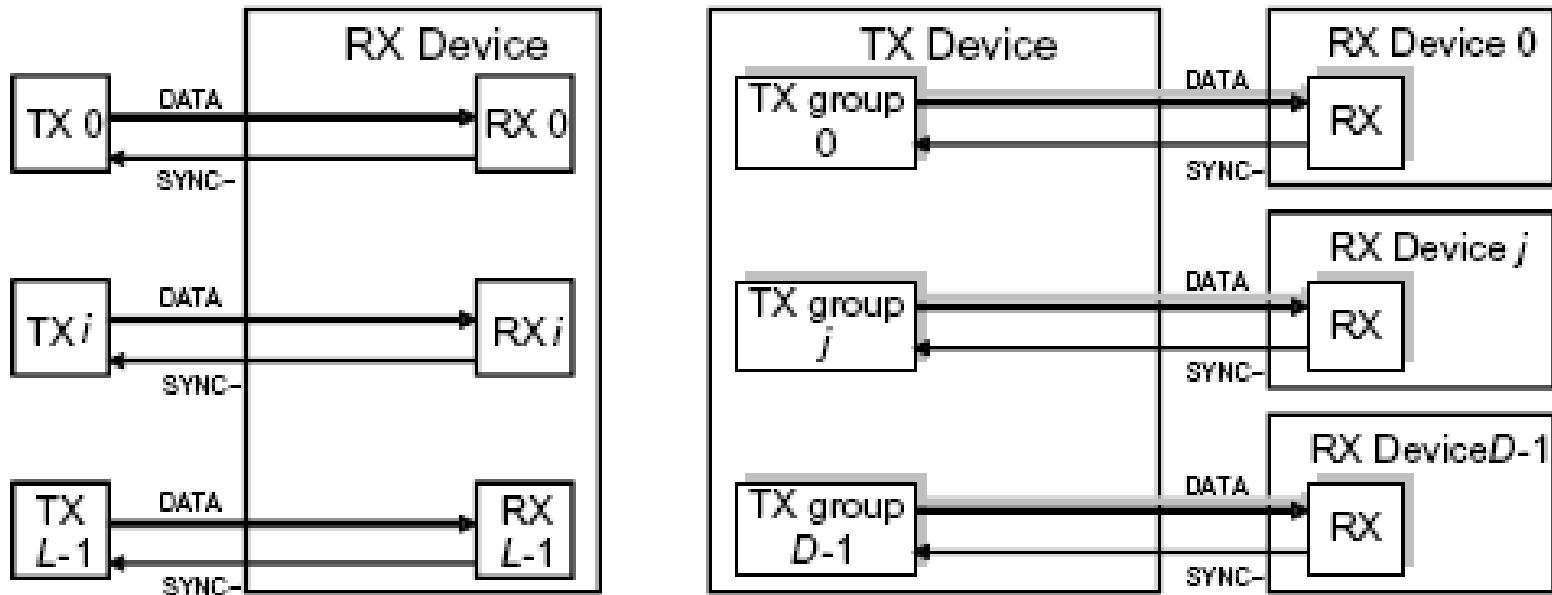 RX Device
TX 0
DATA
RX 0
SYNC~
TX i
DATA
RX i
SYNC~
TX
L-1
DATA
RX
L-1
SYNC~
TX Device
TX group
0
DATA
SYNC~
RX Device 0
RX
TX group
j
DATA
SYNC~
RX Device j
RX
TX group
D-1
DATA
SYNC~
RX DeviceD-1
RX